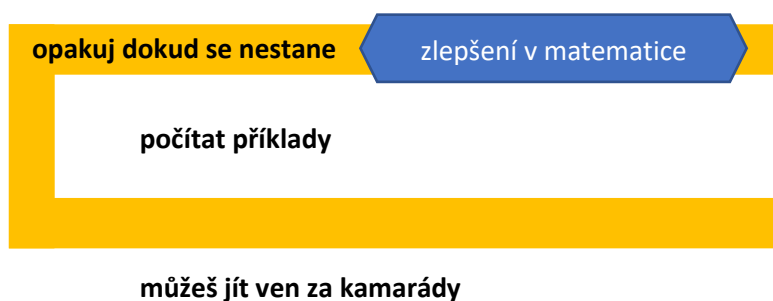 opakuj dokud se nestane zlepšení v matematice
počítat příklady
můžeš jít ven za kamarády